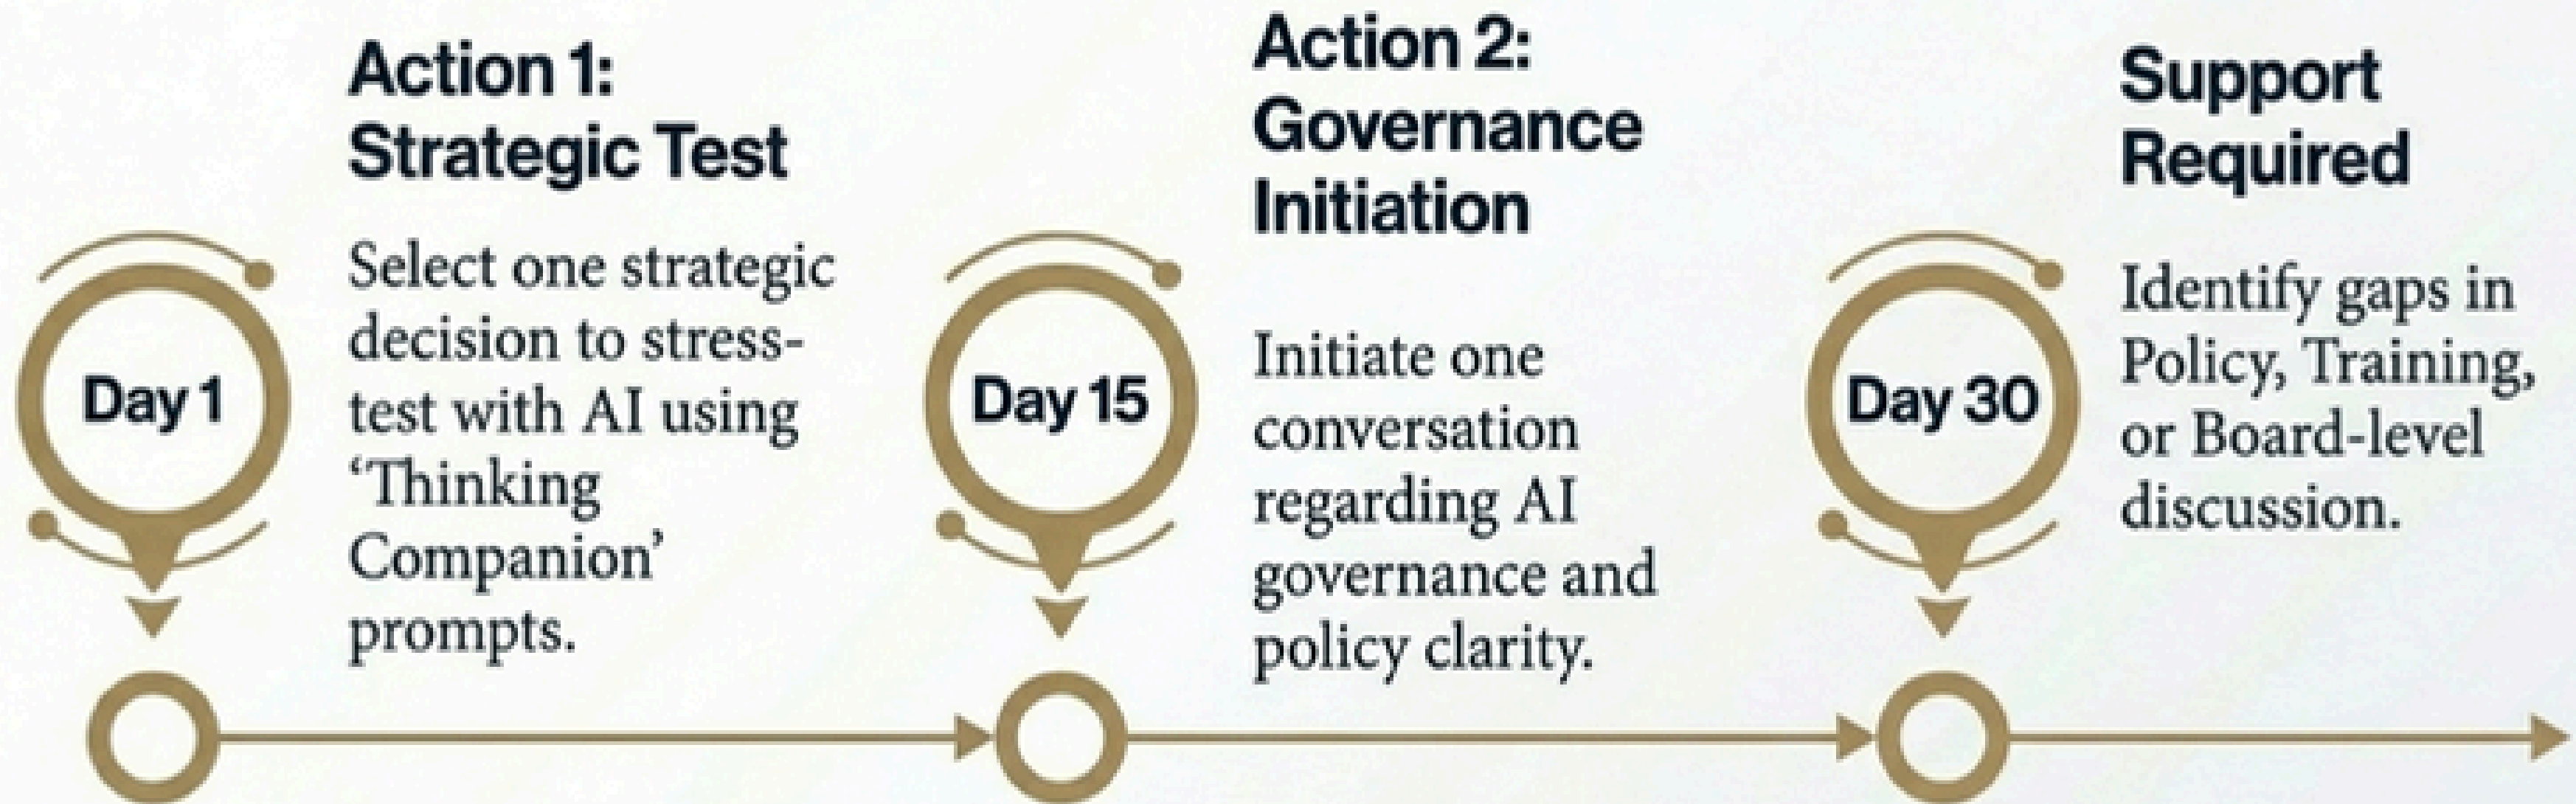 Day 1
Action 1:
Strategic Test
Select one strategic
decision to stress-
test with AI using
‘Thinking
Companion’
prompts.
Day 15
Action 2:
Governance
Initiation
Initiate one
conversation
regarding AI
governance and
policy clarity.
Day 30
Support
Required
Identify gaps in
Policy, Training,
or Board-level
discussion.